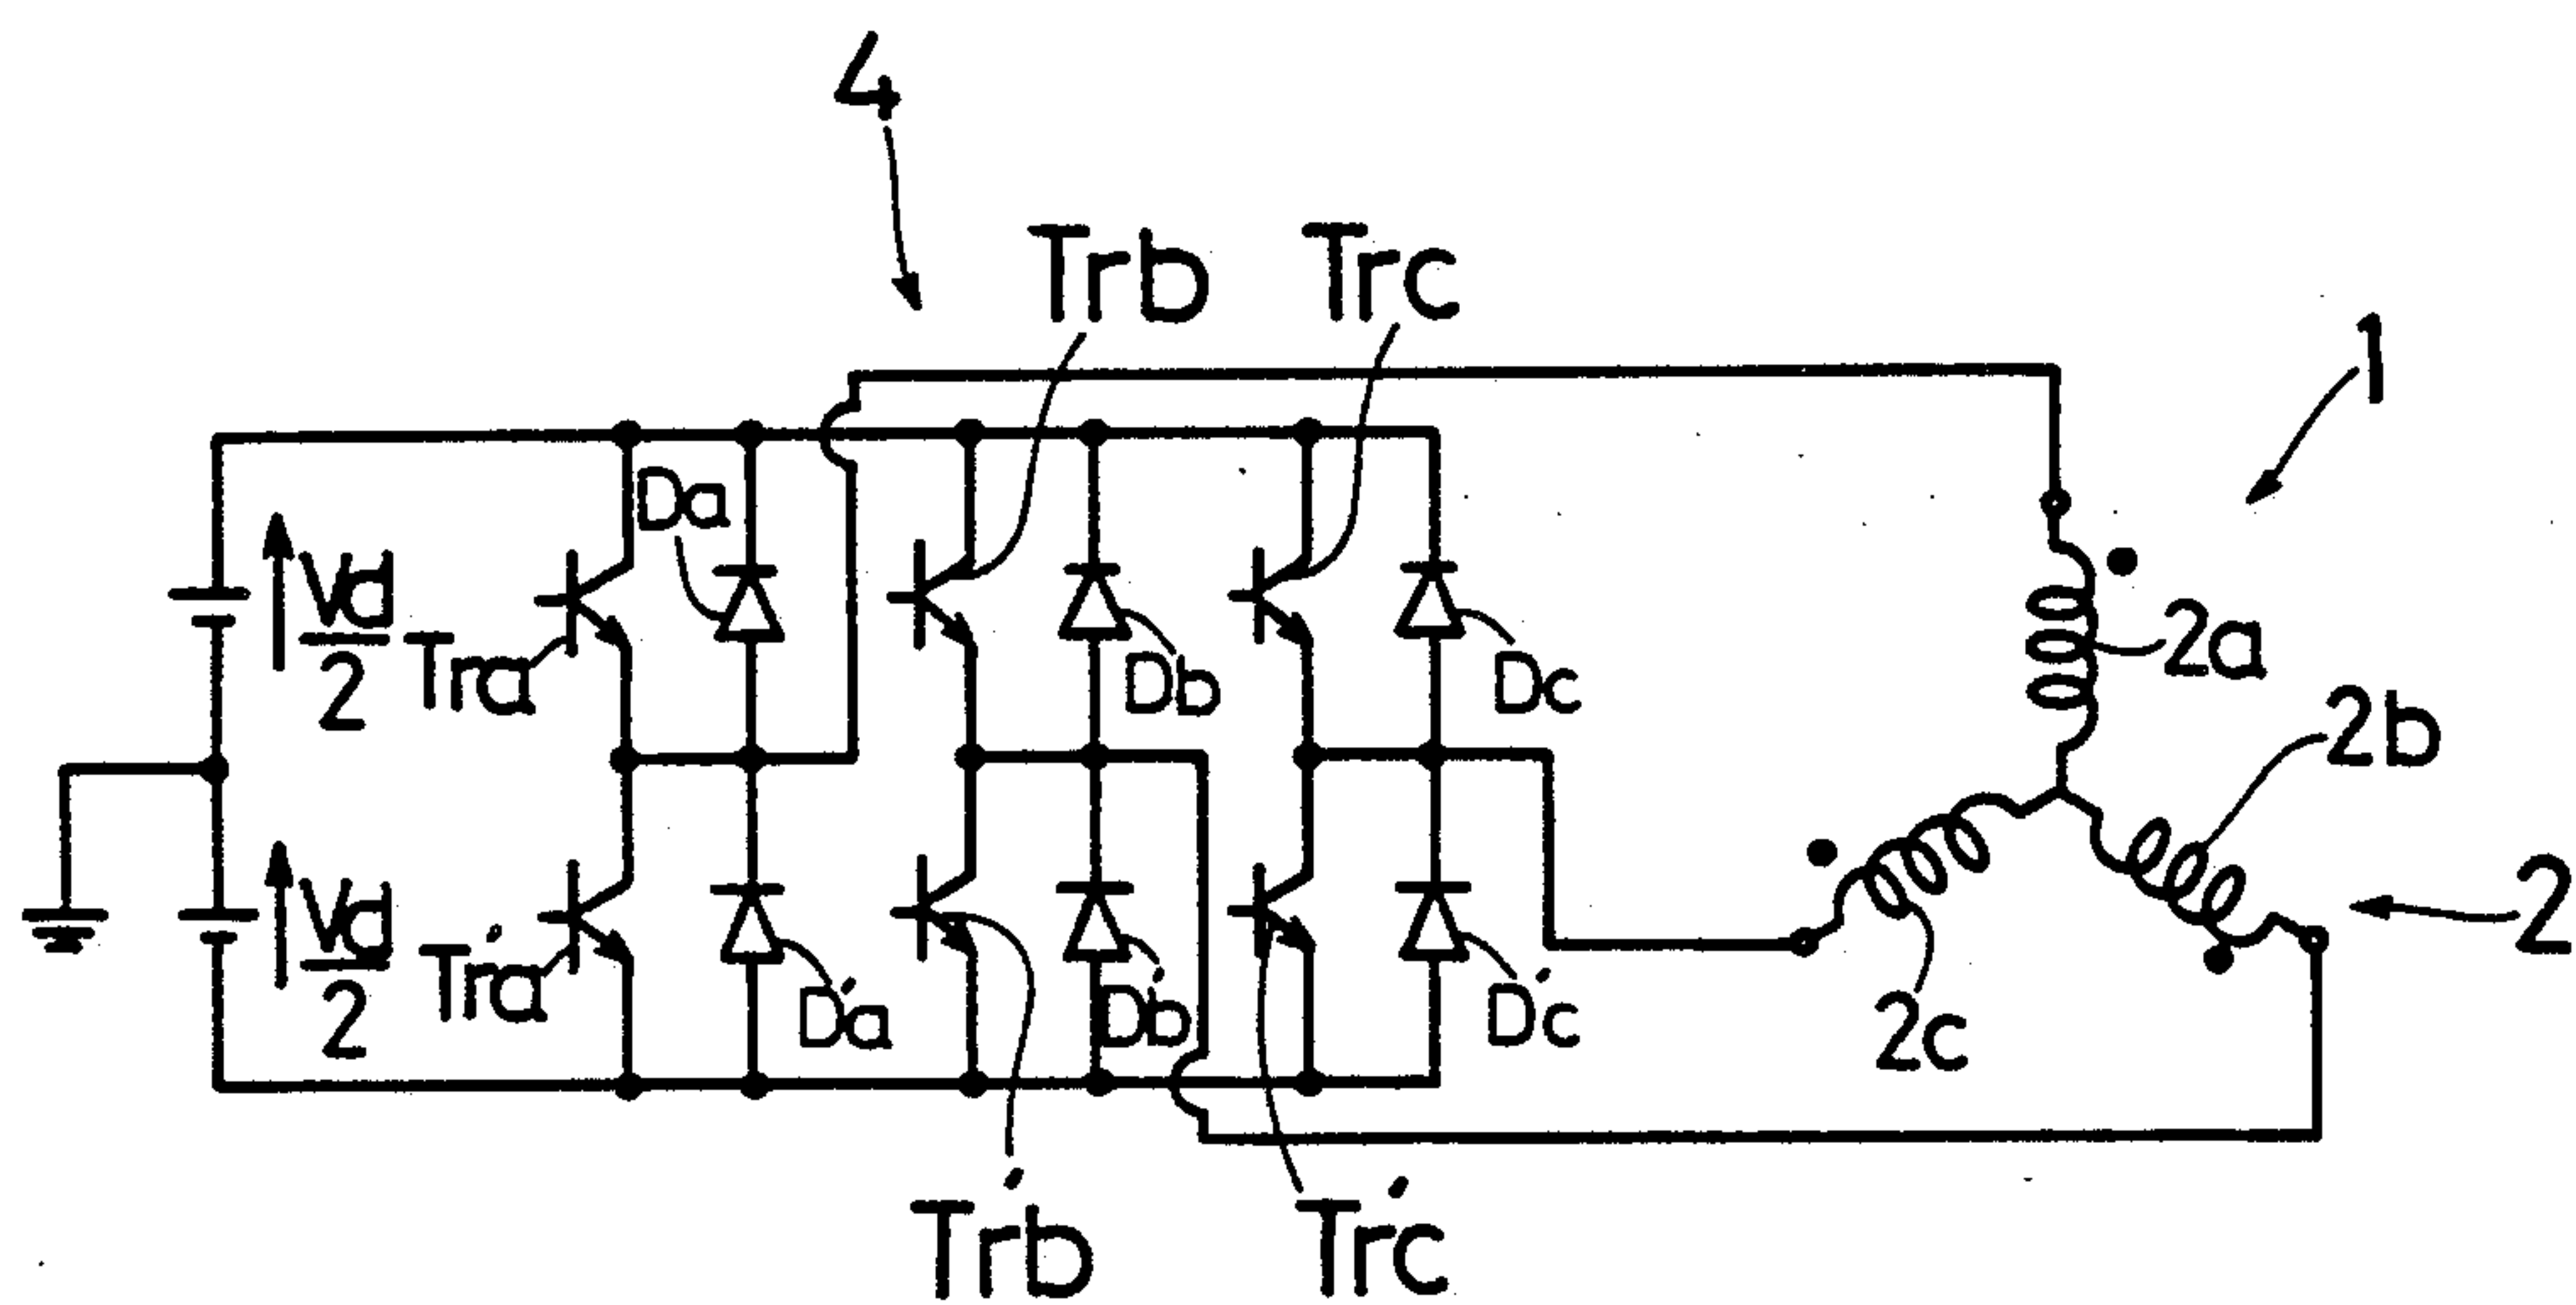 4
Trb Trc
1
Da
Vd
2
Tra
2a
Db Dc
2b
Vd
2
Tr'a
2
D'a D'b D'c
2c
Tr'b Tr'c